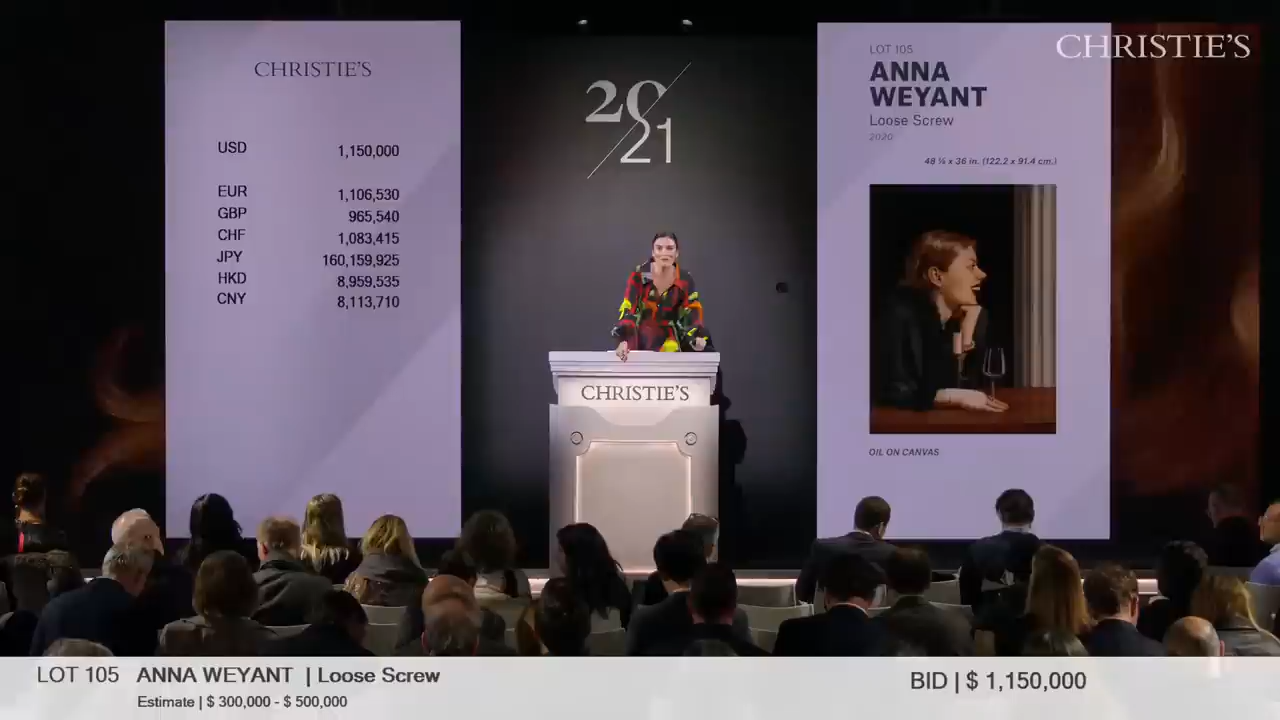 CHRISTIE'S
USD 1,150,000
EUR 1,106,530
GBP 965,540
CHF 1,083,415
JPY 160,159,925
HKD 8,959,535
CNY 8,113,710
20
21
CHRISTIE'S
LOT 105
ANNA
WEYANT
Loose Screw
2020
48 ⅛ x 36 in. (122.2 x 91.4 cm.)
OIL ON CANVAS
CHRISTIE'S
LOT 105 ANNA WEYANT | Loose Screw
Estimate | $ 300,000 - $ 500,000
BID | $ 1,150,000